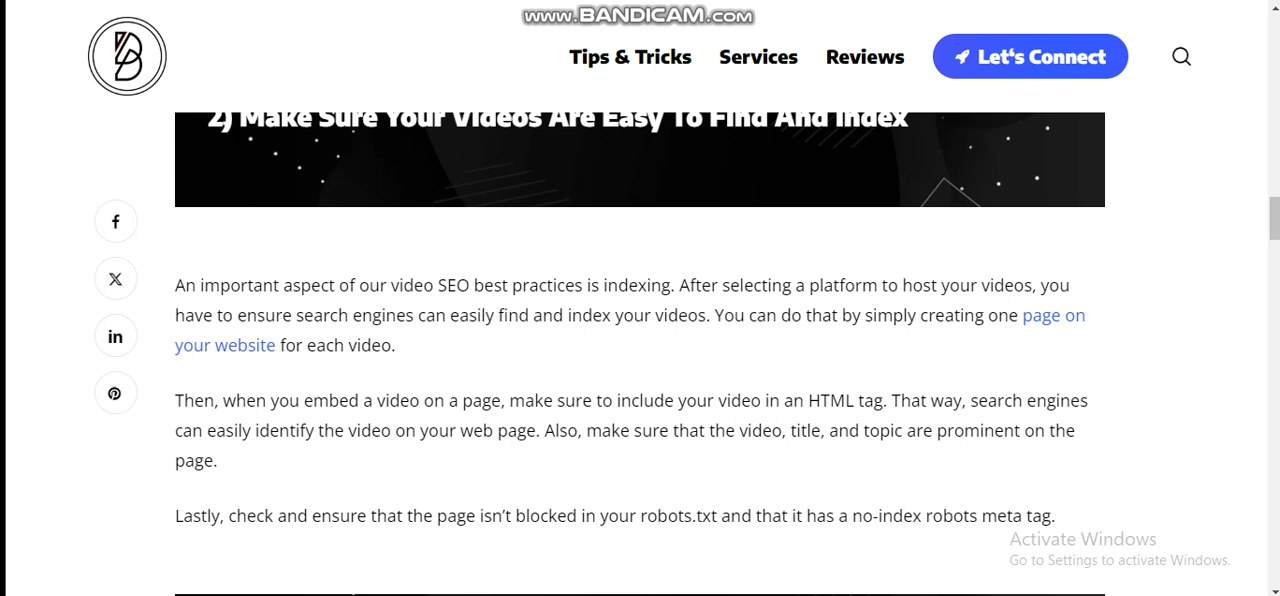 www.BANDICAM.com
Tips & Tricks
Services
Reviews
Let's Connect
2) Make Sure Your Videos Are Easy To Find And Index
An important aspect of our video SEO best practices is indexing. After selecting a platform to host your videos, you
have to ensure search engines can easily find and index your videos. You can do that by simply creating one page on
your website for each video.
Then, when you embed a video on a page, make sure to include your video in an HTML tag. That way, search engines
can easily identify the video on your web page. Also, make sure that the video, title, and topic are prominent on the
page.
Lastly, check and ensure that the page isn't blocked in your robots.txt and that it has a no-index robots meta tag.
Activate Windows
Go to Settings to activate Windows.